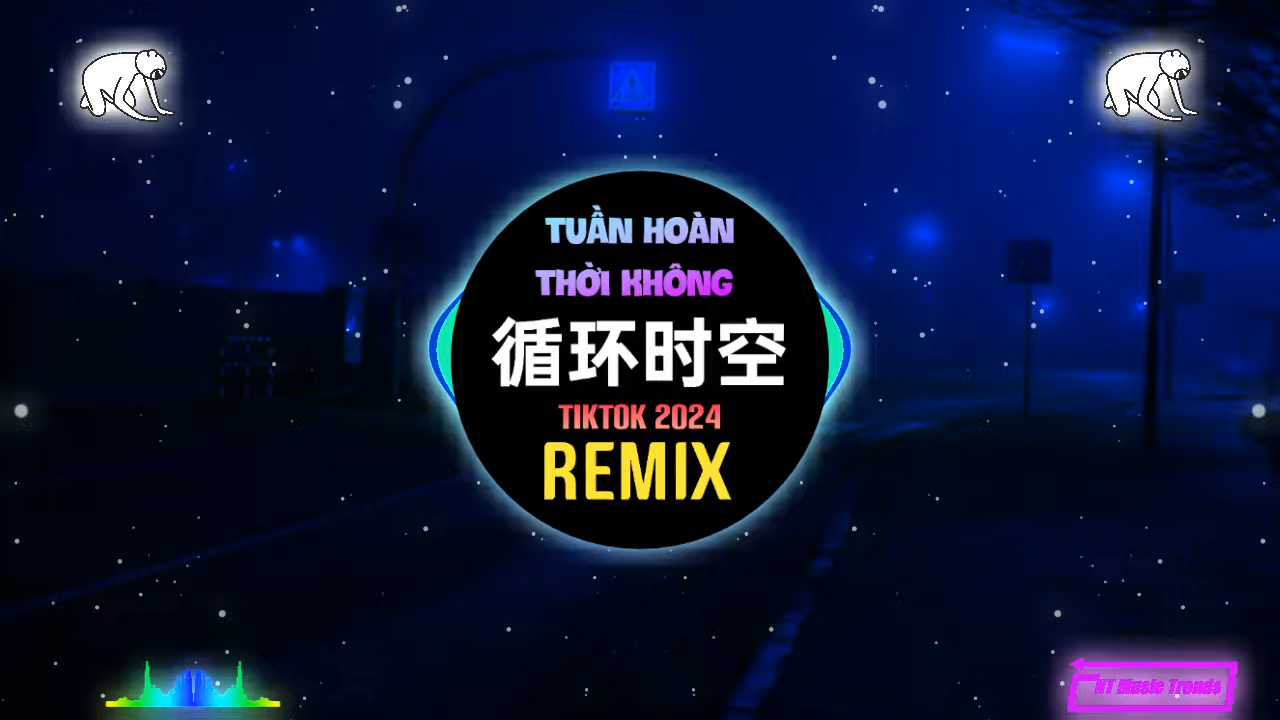 TUẦN HOÀN
THỜI KHÔNG
循环时空
TIKTOK 2024
REMIX
NT Music Trends